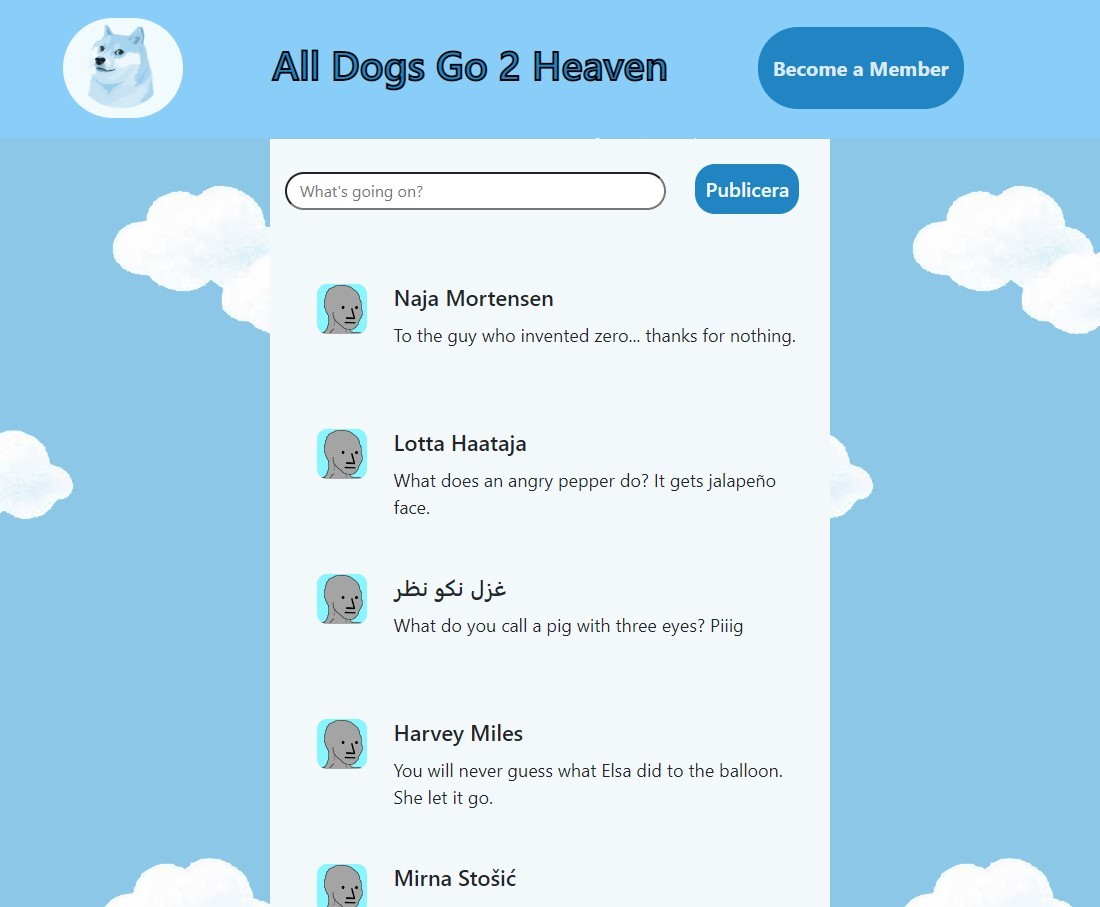 All Dogs Go 2 Heaven
Become a Member
What's going on?
Publicera
Naja Mortensen
To the guy who invented zero... thanks for nothing.
Lotta Haataja
What does an angry pepper do? It gets jalapeño
face.
غزل نكو نظر
What do you call a pig with three eyes? Piiig
Harvey Miles
You will never guess what Elsa did to the balloon.
She let it go.
Mirna Stošić